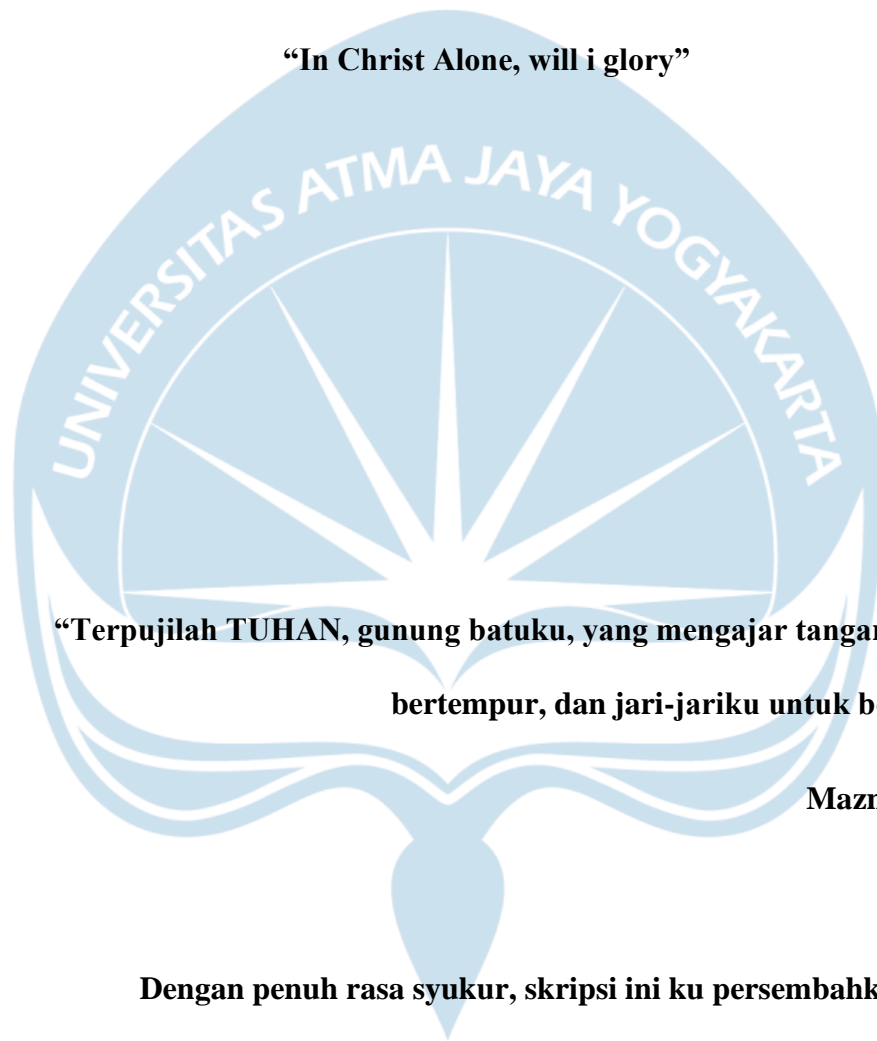 “In Christ Alone, will i glory”
UNIVERSITAS ATMA JAYA YOGYAKARTA
“Terpujilah TUHAN, gunung batuku, yang mengajar
bertempur, dan jari-jariku untuk
Dengan penuh rasa syukur, skripsi ini ku